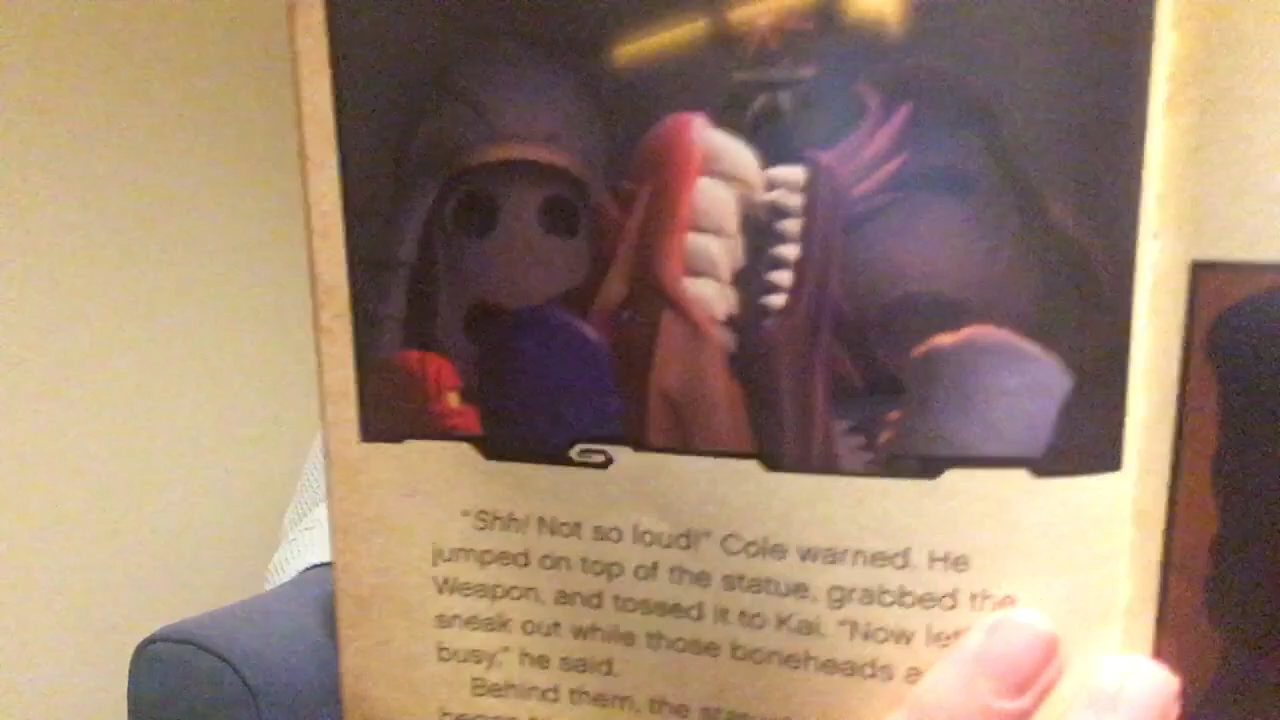 "Shh! Not so loud!" Cole warned. He
jumped on top of the statue, grabbed the
Weapon, and tossed it to Kai. "Now let
sneak out while those boneheads a
busy," he said.
Behind them, the